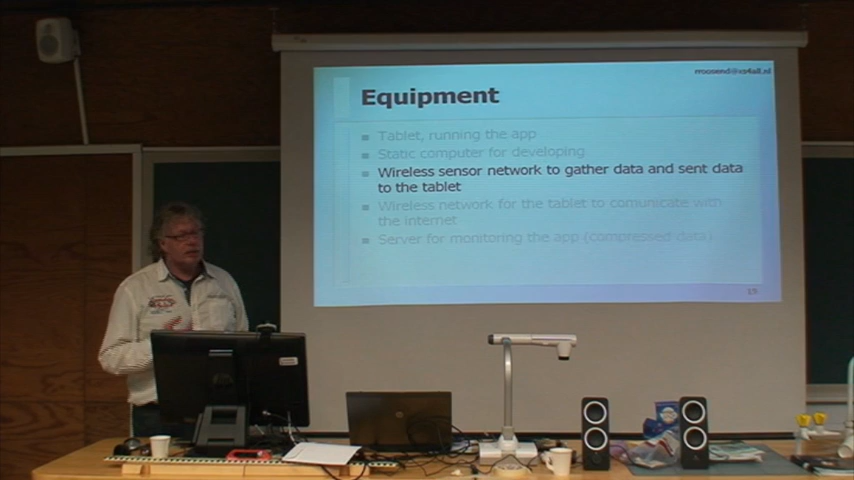 rroosend@cs4all.nl
Equipment
Tablet, running the app
Static computer for developing
Wireless sensor network to gather data and sent data
to the tablet
Wireless network for the tablet to comunicate with
the internet
Server for monitoring the app (compressed data)
15